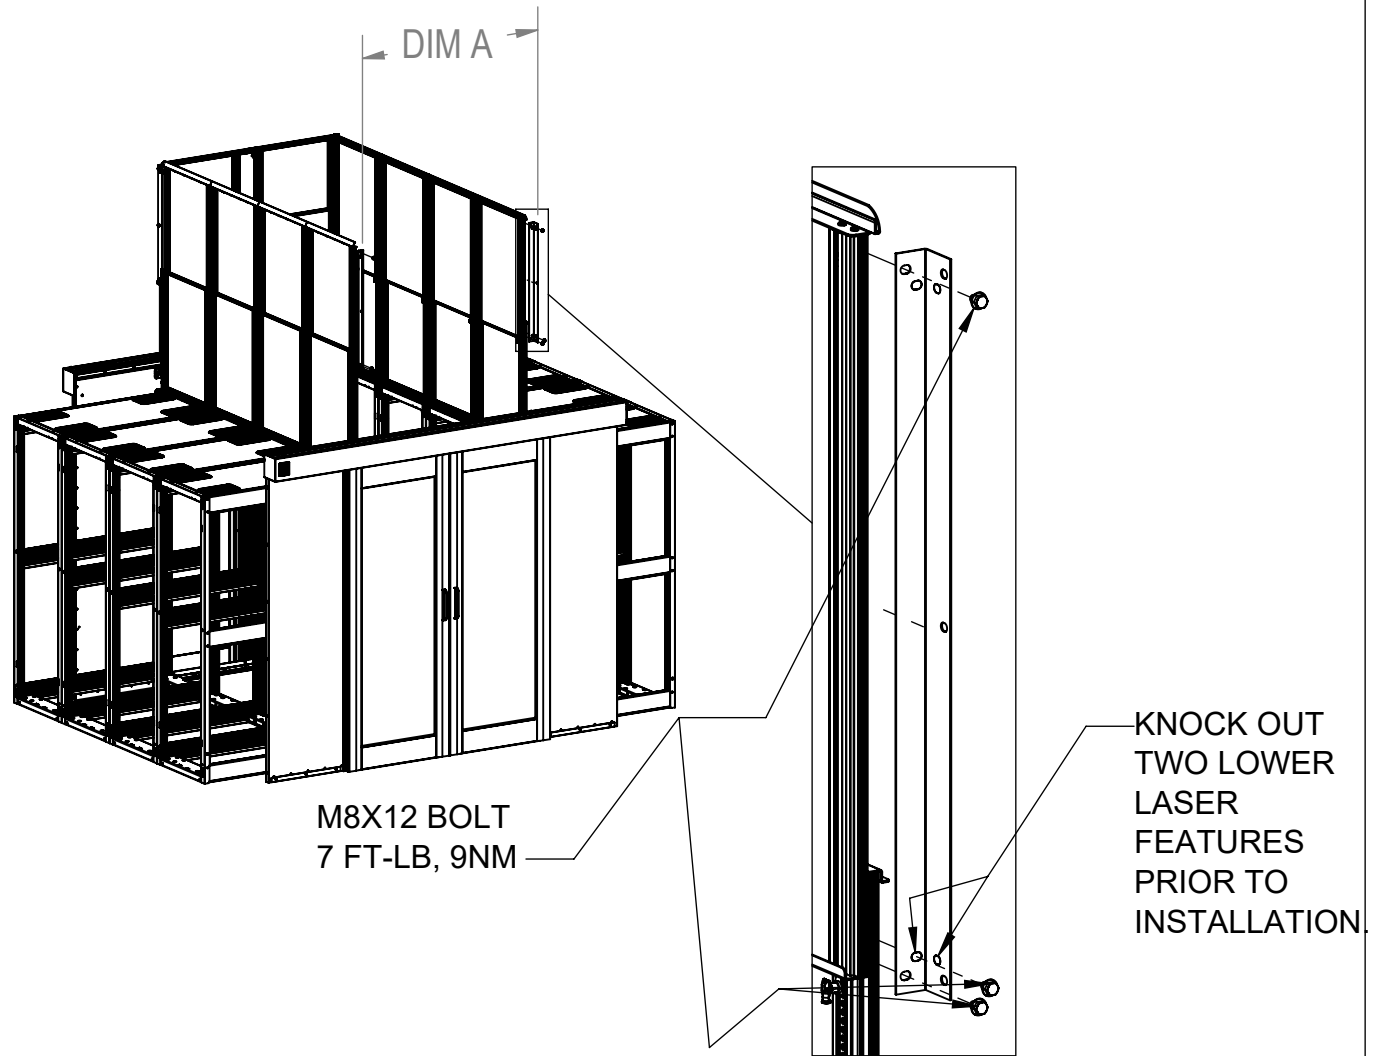 DIM A
M8X12 BOLT
7 FT-LB, 9NM
KNOCK OUT
TWO LOWER
LASER
FEATURES
PRIOR TO
INSTALLATION.